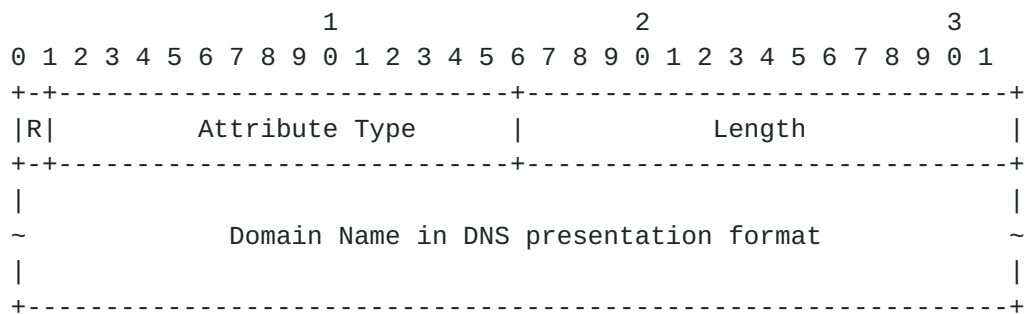 1                   2                   3
0 1 2 3 4 5 6 7 8 9 0 1 2 3 4 5 6 7 8 9 0 1 2 3 4 5 6 7 8 9 0 1
+-+-----------------------------+-------------------------------+
|R|         Attribute Type      |            Length             |
+-+-----------------------------+-------------------------------+
|                                                               |
~             Domain Name in DNS presentation format            ~
|                                                               |
+---------------------------------------------------------------+